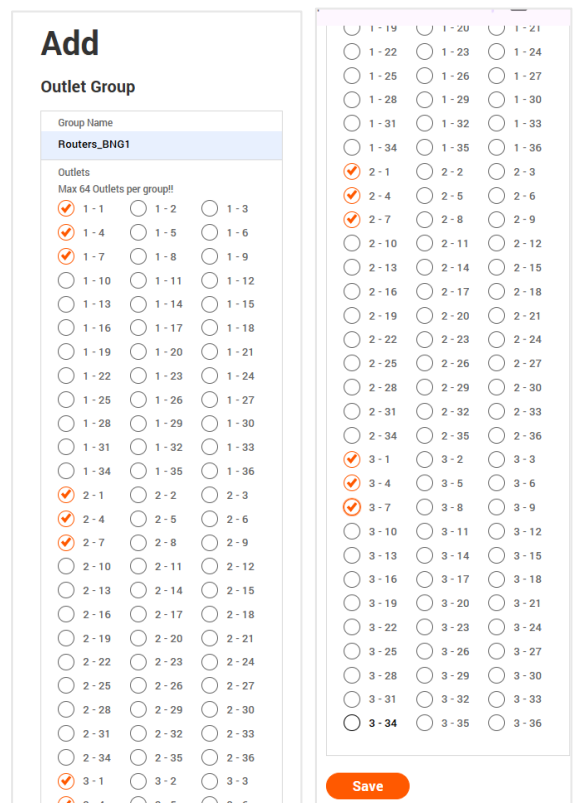 Add
Outlet Group
Group Name
Routers_BNG1
Outlets
Max 64 Outlets per group!!
1 - 1 1 - 2 1 - 3
1 - 4 1 - 5 1 - 6
1 - 7 1 - 8 1 - 9
1 - 10 1 - 11 1 - 12
1 - 13 1 - 14 1 - 15
1 - 16 1 - 17 1 - 18
1 - 19 1 - 20 1 - 21
1 - 22 1 - 23 1 - 24
1 - 25 1 - 26 1 - 27
1 - 28 1 - 29 1 - 30
1 - 31 1 - 32 1 - 33
1 - 34 1 - 35 1 - 36
2 - 1 2 - 2 2 - 3
2 - 4 2 - 5 2 - 6
2 - 7 2 - 8 2 - 9
2 - 10 2 - 11 2 - 12
2 - 13 2 - 14 2 - 15
2 - 16 2 - 17 2 - 18
2 - 19 2 - 20 2 - 21
2 - 22 2 - 23 2 - 24
2 - 25 2 - 26 2 - 27
2 - 28 2 - 29 2 - 30
2 - 31 2 - 32 2 - 33
2 - 34 2 - 35 2 - 36
3 - 1 3 - 2 3 - 3
1 - 19 1 - 20 1 - 21
1 - 22 1 - 23 1 - 24
1 - 25 1 - 26 1 - 27
1 - 28 1 - 29 1 - 30
1 - 31 1 - 32 1 - 33
1 - 34 1 - 35 1 - 36
2 - 1 2 - 2 2 - 3
2 - 4 2 - 5 2 - 6
2 - 7 2 - 8 2 - 9
2 - 10 2 - 11 2 - 12
2 - 13 2 - 14 2 - 15
2 - 16 2 - 17 2 - 18
2 - 19 2 - 20 2 - 21
2 - 22 2 - 23 2 - 24
2 - 25 2 - 26 2 - 27
2 - 28 2 - 29 2 - 30
2 - 31 2 - 32 2 - 33
2 - 34 2 - 35 2 - 36
3 - 1 3 - 2 3 - 3
3 - 4 3 - 5 3 - 6
3 - 7 3 - 8 3 - 9
3 - 10 3 - 11 3 - 12
3 - 13 3 - 14 3 - 15
3 - 16 3 - 17 3 - 18
3 - 19 3 - 20 3 - 21
3 - 22 3 - 23 3 - 24
3 - 25 3 - 26 3 - 27
3 - 28 3 - 29 3 - 30
3 - 31 3 - 32 3 - 33
3 - 34 3 - 35 3 - 36
Save